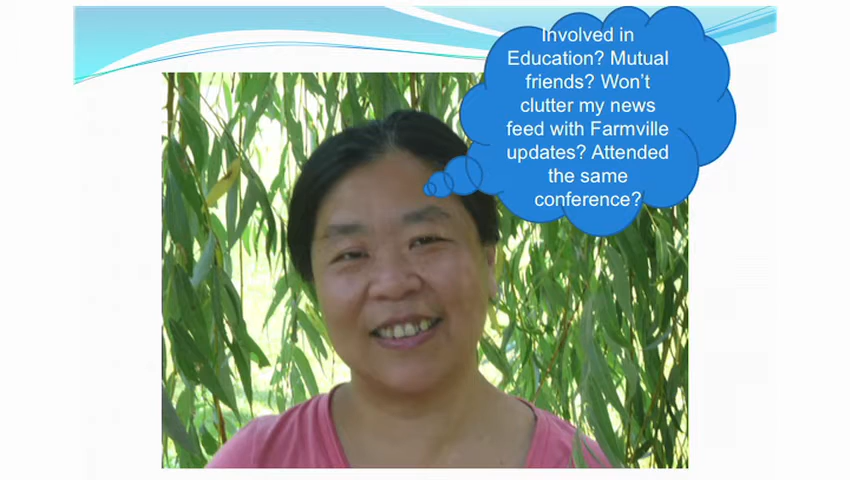 Involved in
Education? Mutual
friends? Won't
clutter my news
feed with Farmville
updates? Attended
the same
conference?